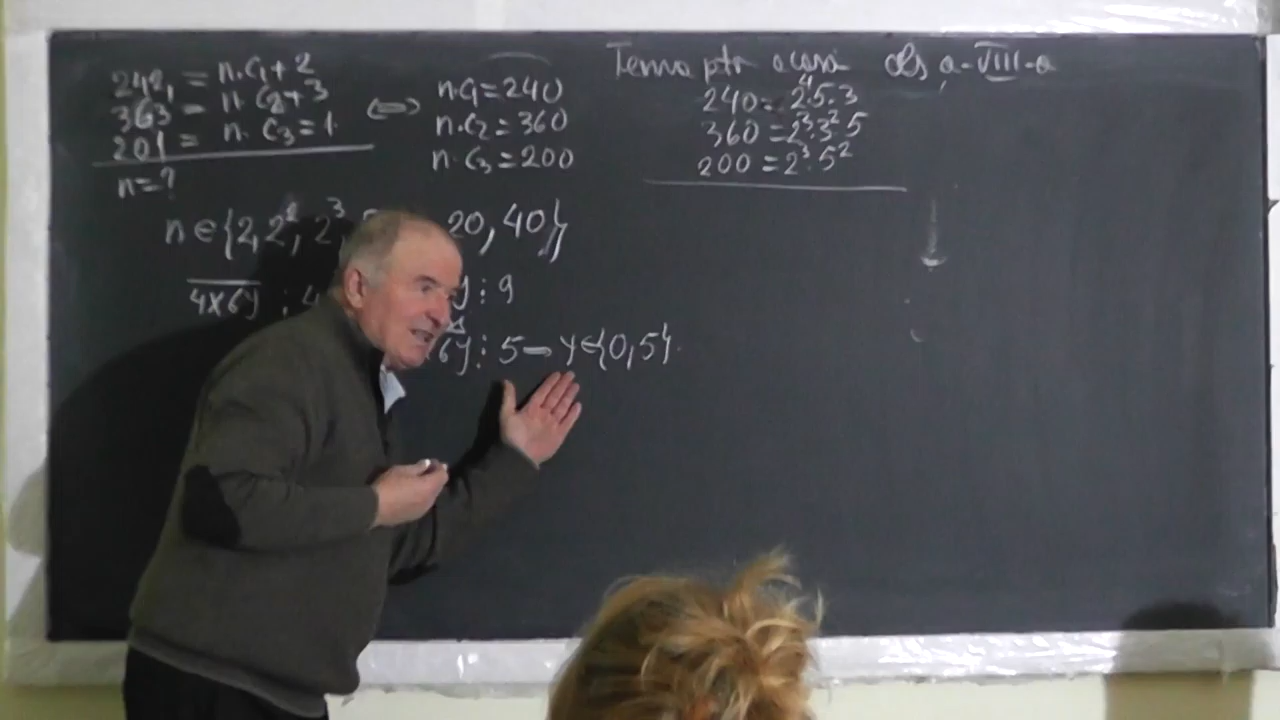 Tema ptr acasă cls a-VIII-a
242, = n.C₁+2
363 = n.C₂+3
201 = n.C₃=1.
n=?
⇔ n.C₁=240
n.C₂=360
n.C₃=200
240=2⁴.5.3
360=2³.3².5
200=2³.5²
n∈{2,2²,2³, 20,40}
4x6y : 4 y : 9
6y : 5 → y∈{0,5}.